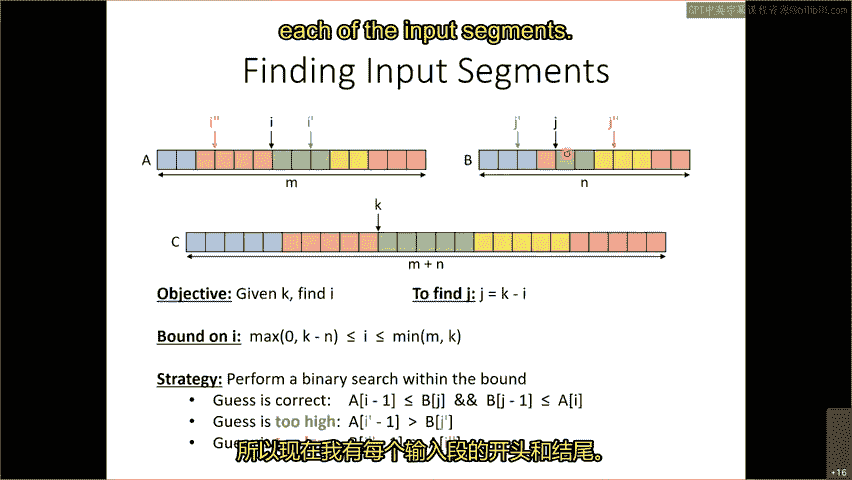 each of the input segments.
Finding Input Segments
i" i i' j' j j"
A B
m n
k
C
m + n
Objective: Given k, find i To find j: j = k - i
Bound on i: max(0, k - n) ≤ i ≤ min(m, k)
Strategy: Perform a binary search within the bound
• Guess is correct: A[i - 1] ≤ B[j] && B[j - 1] ≤ A[i]
• Guess is too high: A[i' - 1] > B[j']
• Guess is
所以现在我有每个输入段的开头和结尾。
+16